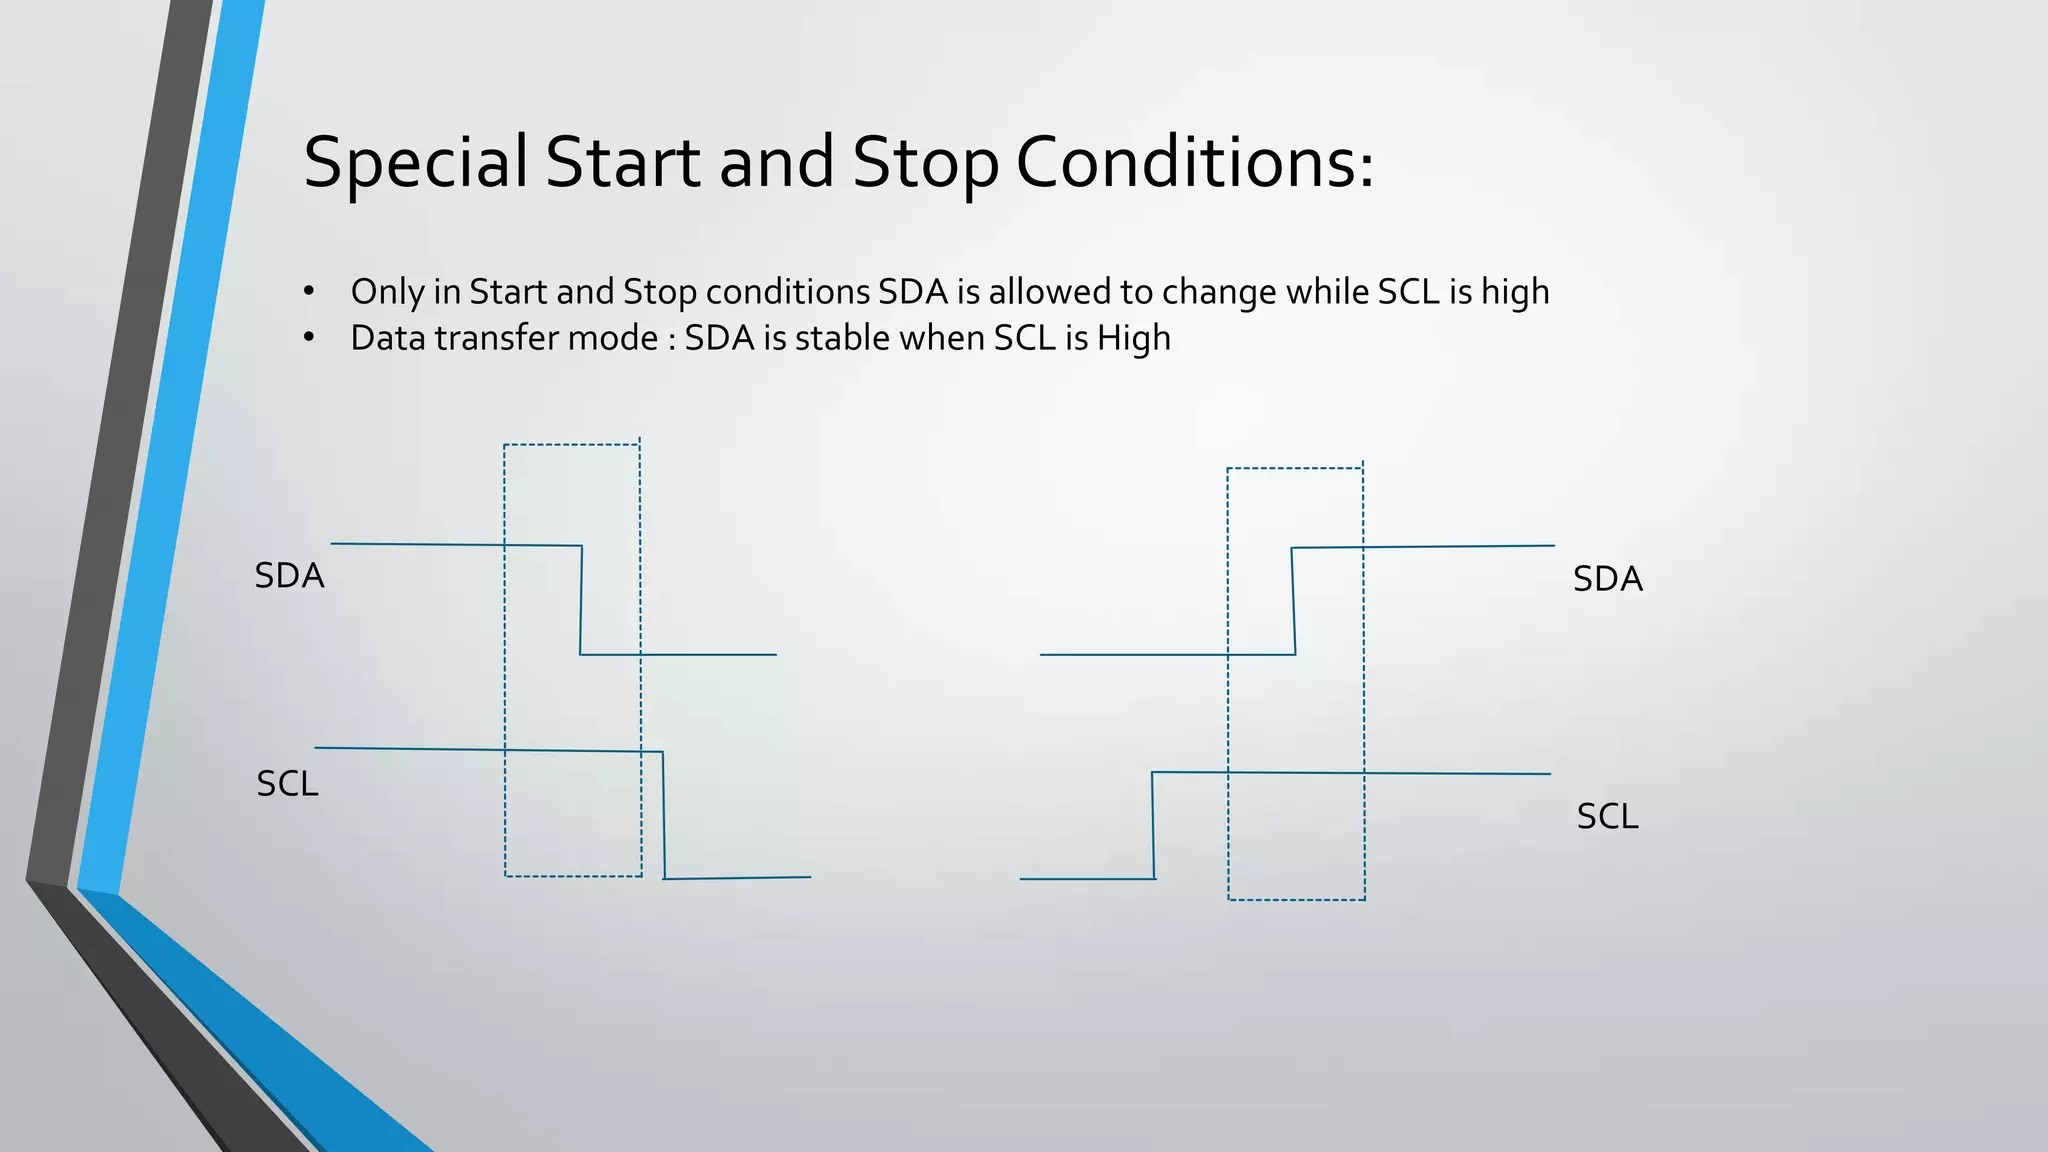 Special Start and Stop Conditions:
• Only in Start and Stop conditions SDA is allowed to change while SCL is high
• Data transfer mode : SDA is stable when SCL is High
SDA
SDA
SCL
SCL